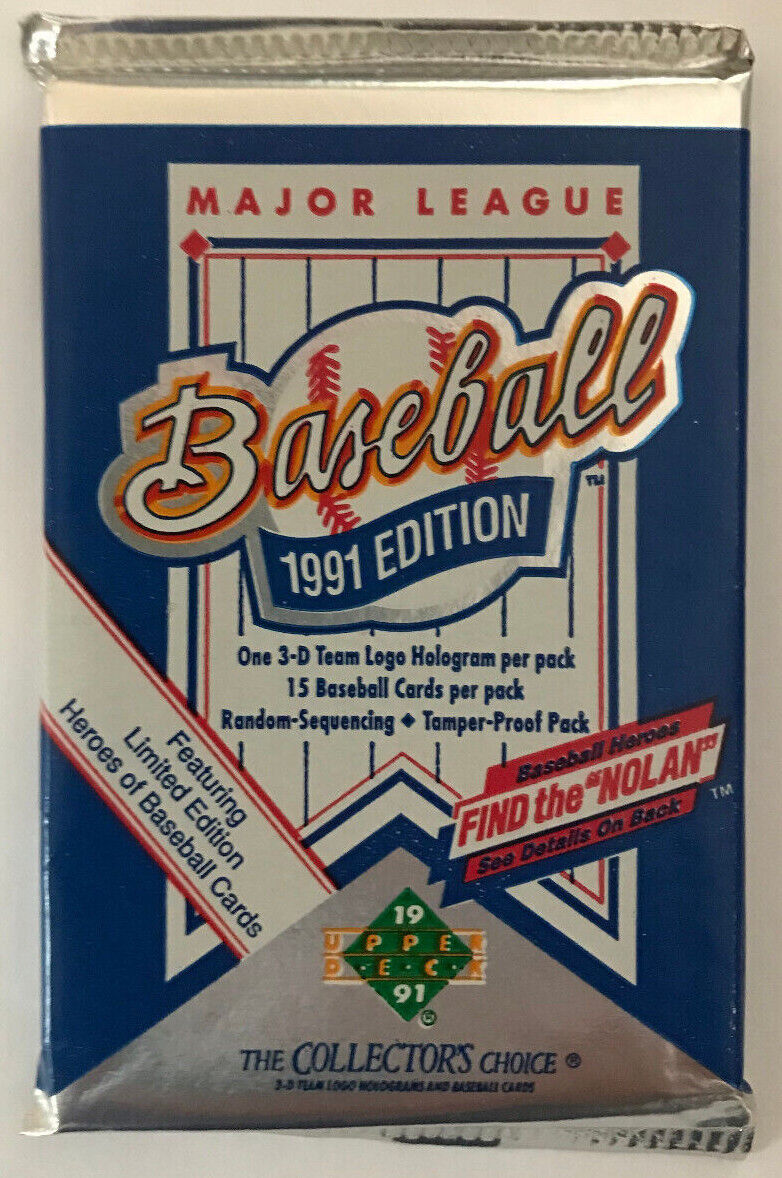 MAJOR LEAGUE
Baseball
TM
1991 EDITION
One 3-D Team Logo Hologram per pack
15 Baseball Cards per pack
Random-Sequencing ◆ Tamper-Proof Pack
Featuring
Limited Edition
Heroes of Baseball Cards
Baseball Heroes
FIND the "NOLAN"
TM
See Details On Back
19
UPPER
D·E·C·K
91
®
THE COLLECTOR'S CHOICE ®
3-D TEAM LOGO HOLOGRAMS AND BASEBALL CARDS